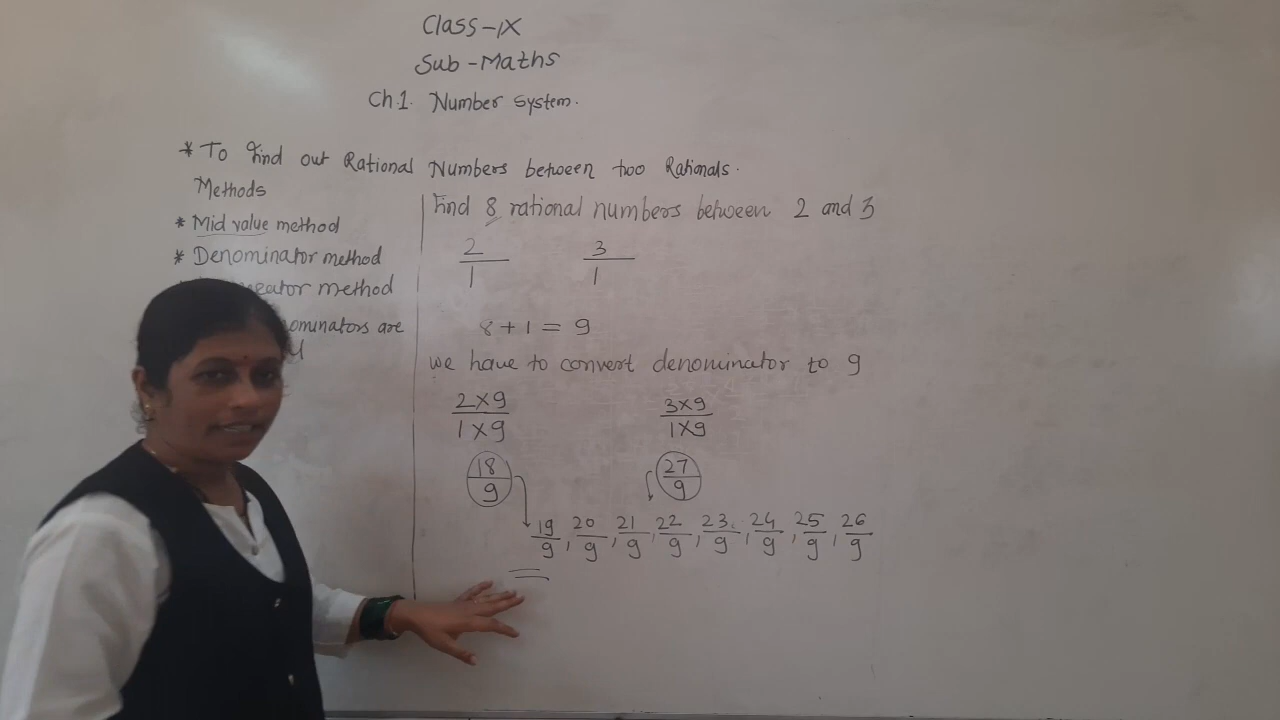 Class-IX
Sub-Maths
Ch.1. Number System.
* To find out Rational Numbers between two Rationals.
Methods
* Mid value method
* Denominator method
method
are
Find 8 rational numbers between 2 and 3
2/1 3/1
8+1=9
We have to convert denominator to 9
2×9/1×9 3×9/1×9
18/9 27/9
19/9, 20/9, 21/9, 22/9, 23/9, 24/9, 25/9, 26/9